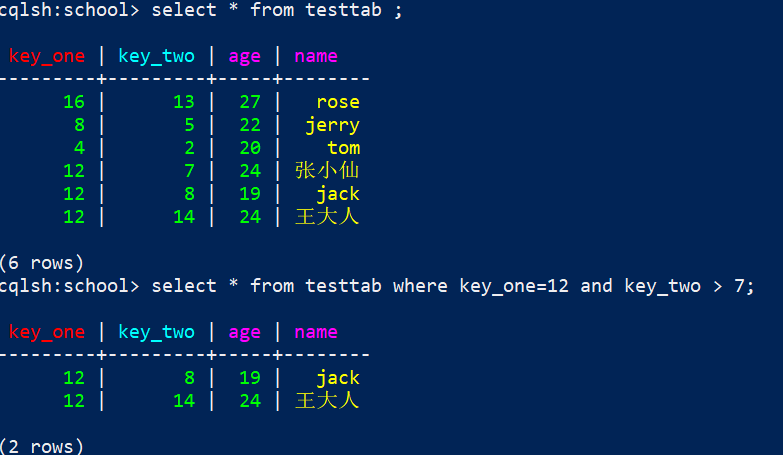 cqlsh:school> select * from testtab ;
key_one | key_two | age | name
---------+---------+-----+--------
16 | 13 | 27 | rose
8 | 5 | 22 | jerry
4 | 2 | 20 | tom
12 | 7 | 24 | 张小仙
12 | 8 | 19 | jack
12 | 14 | 24 | 王大人
(6 rows)
cqlsh:school> select * from testtab where key_one=12 and key_two > 7;
key_one | key_two | age | name
---------+---------+-----+--------
12 | 8 | 19 | jack
12 | 14 | 24 | 王大人
(2 rows)